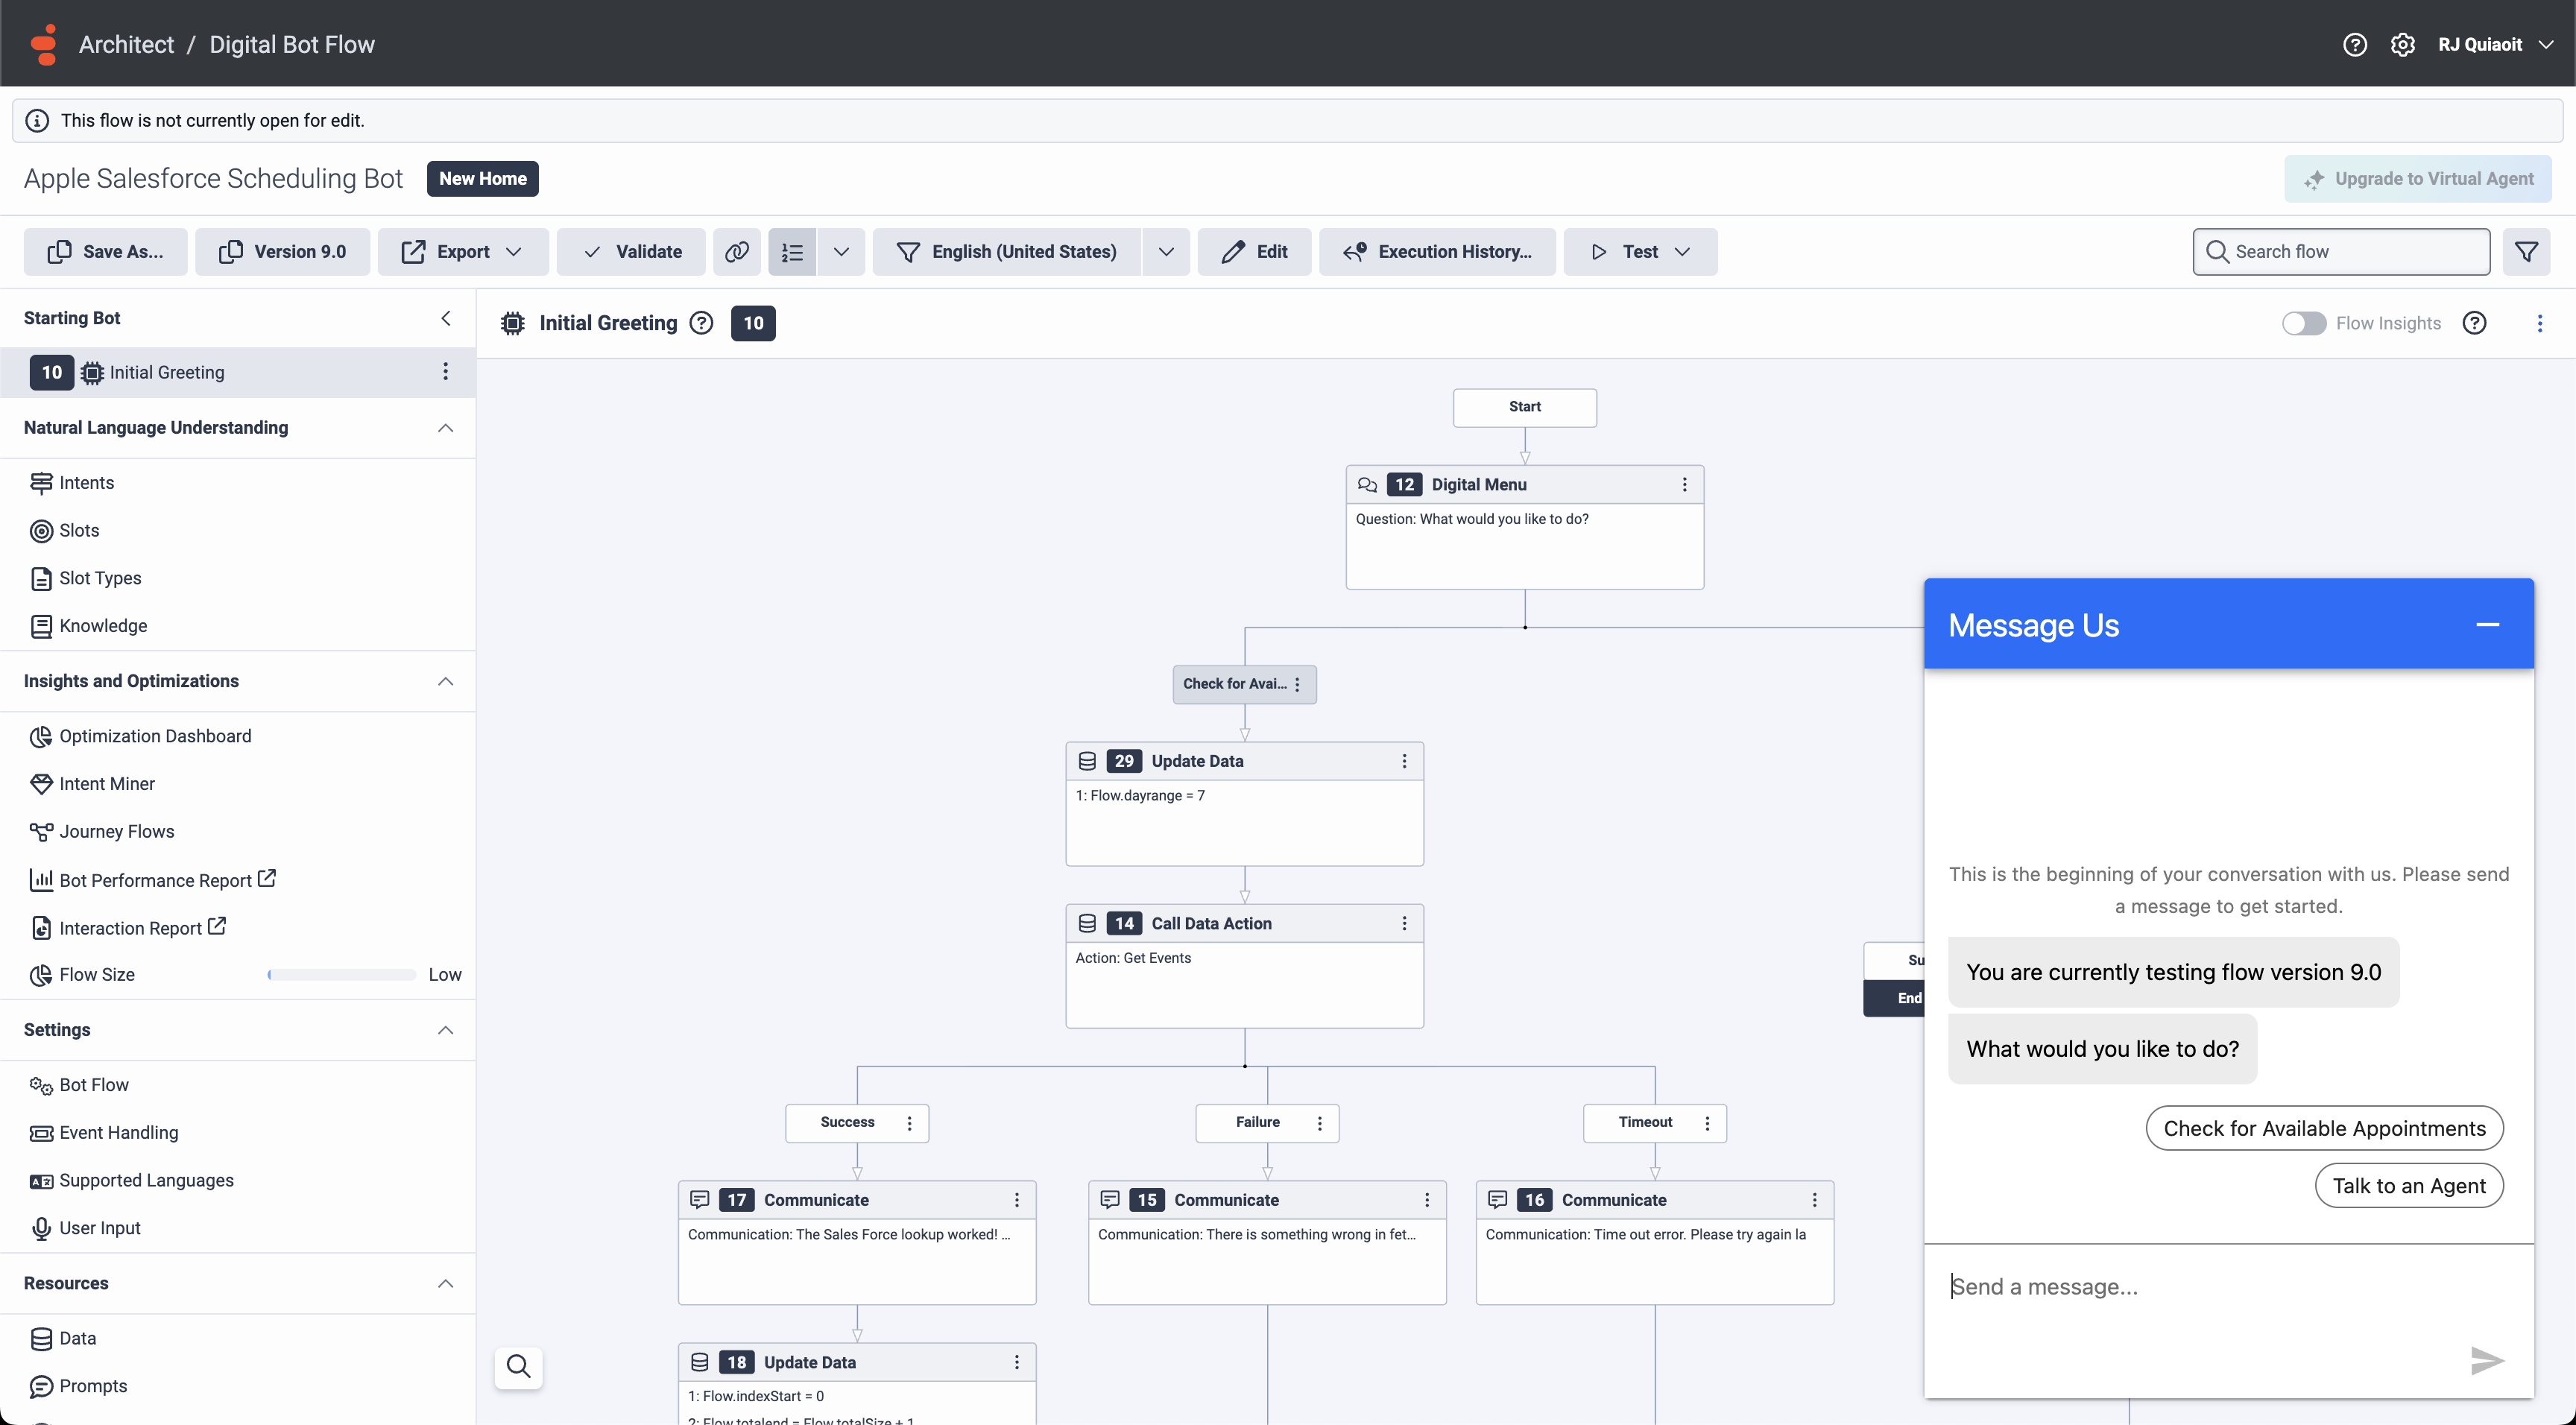 Architect / Digital Bot Flow
RJ Quiaoit
This flow is not currently open for edit.
Apple Salesforce Scheduling Bot
New Home
Upgrade to Virtual Agent
Save As...
Version 9.0
Export
Validate
English (United States)
Edit
Execution History...
Test
Search flow
Starting Bot
10 Initial Greeting
Natural Language Understanding
Intents
Slots
Slot Types
Knowledge
Insights and Optimizations
Optimization Dashboard
Intent Miner
Journey Flows
Bot Performance Report
Interaction Report
Flow Size
Low
Settings
Bot Flow
Event Handling
Supported Languages
User Input
Resources
Data
Prompts
Initial Greeting
10
Flow Insights
Start
12 Digital Menu
Question: What would you like to do?
Check for Avai...
29 Update Data
1: Flow.dayrange = 7
14 Call Data Action
Action: Get Events
Success
Failure
Timeout
17 Communicate
Communication: The Sales Force lookup worked! ...
15 Communicate
Communication: There is something wrong in fet...
16 Communicate
Communication: Time out error. Please try again la
18 Update Data
1: Flow.indexStart = 0
2: Flow.totalend = Flow.totalSize + 1
Su
End
Message Us
This is the beginning of your conversation with us. Please send
a message to get started.
You are currently testing flow version 9.0
What would you like to do?
Check for Available Appointments
Talk to an Agent
Send a message...